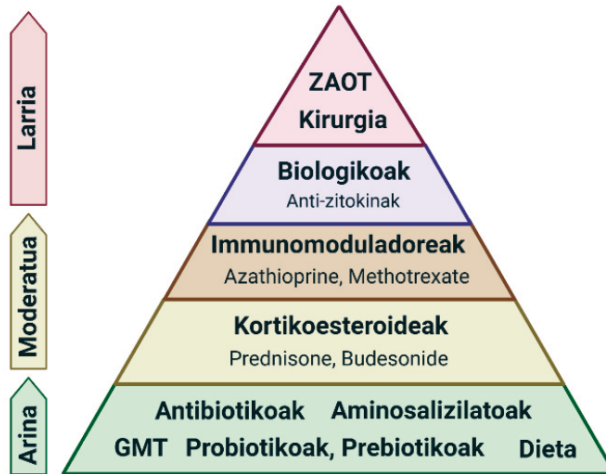 Larria
Moderatua
Arina
ZAOT
Kirurgia
Biologikoak
Anti-zitokinak
Immunomoduladoreak
Azathioprine, Methotrexate
Kortikoesteroideak
Prednisone, Budesonide
Antibiotikoak Aminosalizilatoak
GMT Probiotikoak, Prebiotikoak Dieta